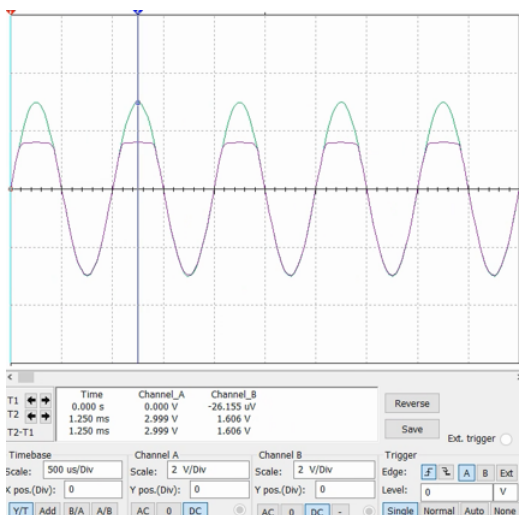 Time Channel_A Channel_B
T1 0.000 s 0.000 V -26.155 uV
T2 1.250 ms 2.999 V 1.606 V
T2-T1 1.250 ms 2.999 V 1.606 V
Reverse
Save
Ext. trigger
Timebase
Scale: 500 us/Div
X pos.(Div): 0
Y/T Add B/A A/B
Channel A
Scale: 2 V/Div
Y pos.(Div): 0
AC 0 DC
Channel B
Scale: 2 V/Div
Y pos.(Div): 0
AC 0 DC -
Trigger
Edge: A B Ext
Level: 0 V
Single Normal Auto None